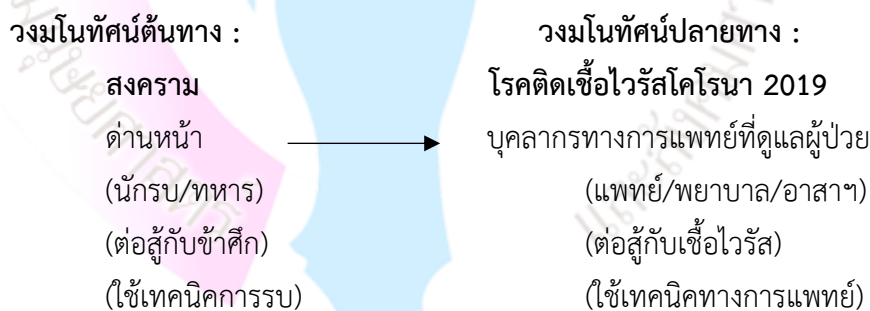 วงมโนทัศน์ต้นทาง : วงมโนทัศน์ปลายทาง :
สงคราม โรคติดเชื้อไวรัสโคโรนา 2019
ด่านหน้า บุคลากรทางการแพทย์ที่ดูแลผู้ป่วย
(นักรบ/ทหาร) (แพทย์/พยาบาล/อาสาฯ)
(ต่อสู้กับข้าศึก) (ต่อสู้กับเชื้อไวรัส)
(ใช้เทคนิคการรบ) (ใช้เทคนิคทางการแพทย์)